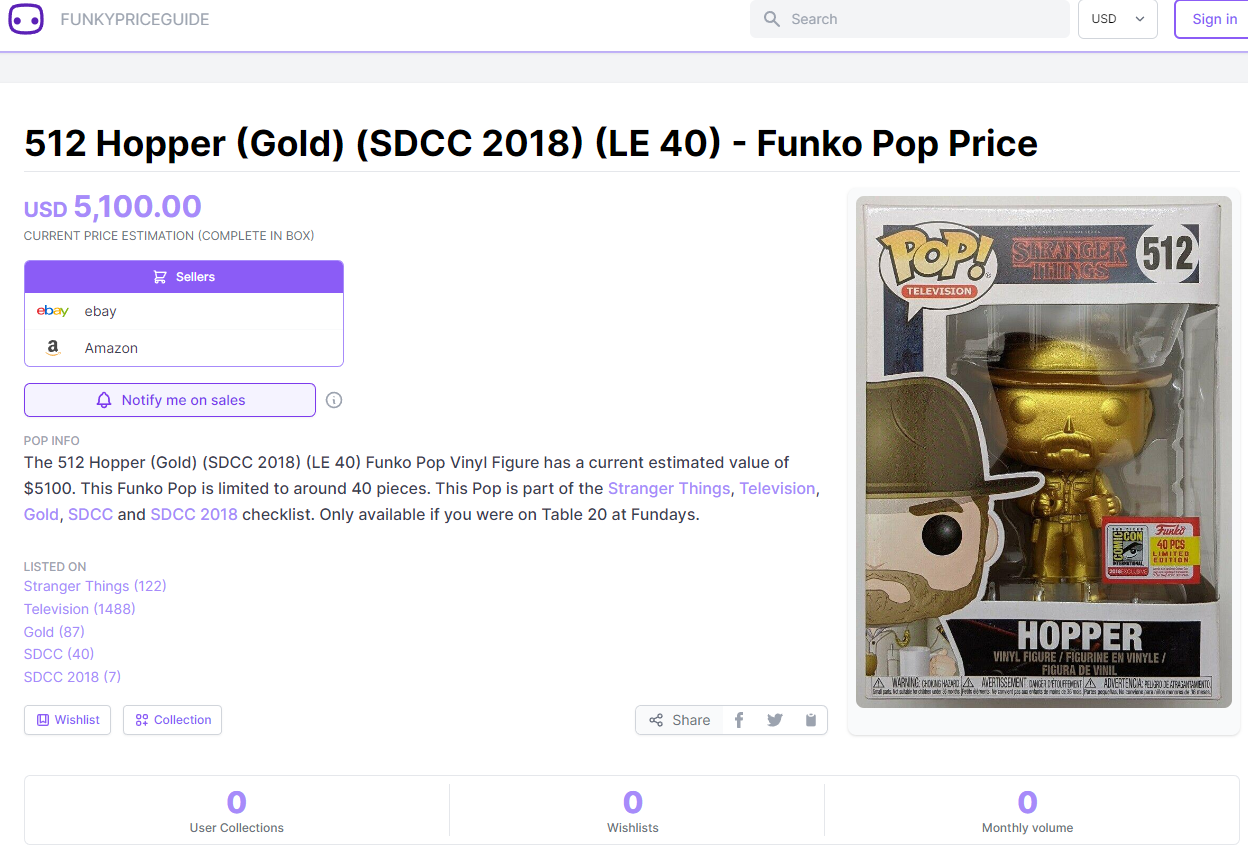 FUNKYPRICEGUIDE
Search
USD
Sign in
512 Hopper (Gold) (SDCC 2018) (LE 40) - Funko Pop Price
USD 5,100.00
CURRENT PRICE ESTIMATION (COMPLETE IN BOX)
Sellers
ebay ebay
a Amazon
Notify me on sales
POP INFO
The 512 Hopper (Gold) (SDCC 2018) (LE 40) Funko Pop Vinyl Figure has a current estimated value of
$5100. This Funko Pop is limited to around 40 pieces. This Pop is part of the Stranger Things, Television,
Gold, SDCC and SDCC 2018 checklist. Only available if you were on Table 20 at Fundays.
LISTED ON
Stranger Things (122)
Television (1488)
Gold (87)
SDCC (40)
SDCC 2018 (7)
Wishlist
Collection
Share
POP!
TELEVISION
STRANGER
THINGS
512
COMIC CON
INTERNATIONAL
2018 EXCLUSIVE
Funko
40 PCS
LIMITED
EDITION
HOPPER
VINYL FIGURE / FIGURINE EN VINYLE /
FIGURA DE VINIL
WARNING: CHOKING HAZARD
AVERTISSEMENT DANGER D'ÉTOUFFEMENT
ADVERTENCIA: PELIGRO DE ATRAGANTAMIENTO
0
User Collections
0
Wishlists
0
Monthly volume